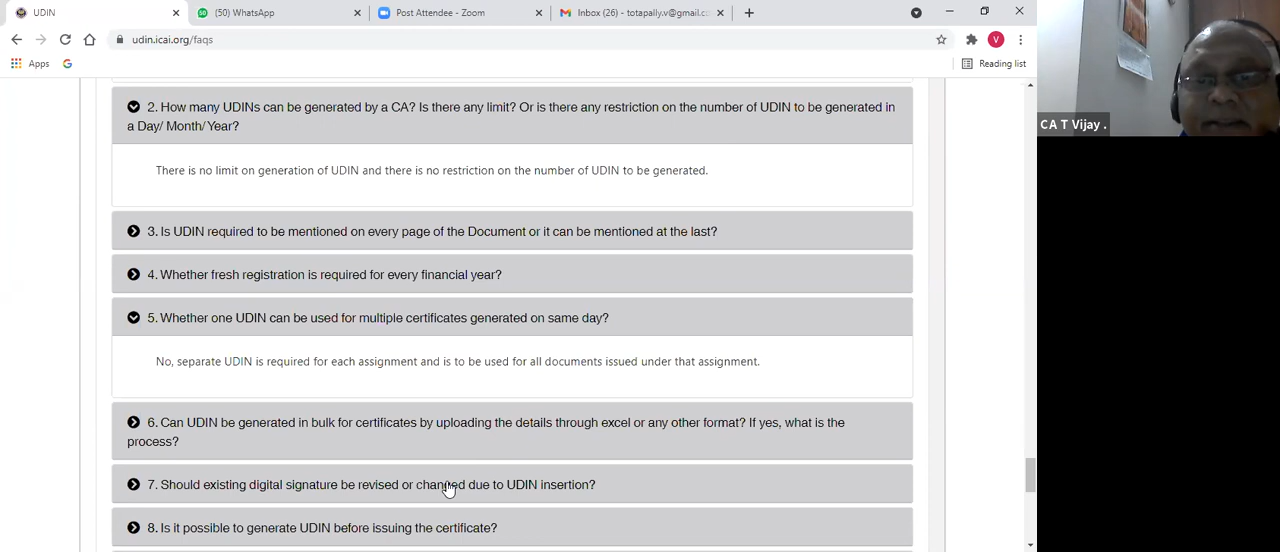 UDIN
(50) WhatsApp
Post Attendee - Zoom
Inbox (26) - totapally.v@gmail.co
udin.icai.org/faqs
V
Apps
Reading list
2. How many UDINs can be generated by a CA? Is there any limit? Or is there any restriction on the number of UDIN to be generated in
a Day/ Month/ Year?
There is no limit on generation of UDIN and there is no restriction on the number of UDIN to be generated.
3. Is UDIN required to be mentioned on every page of the Document or it can be mentioned at the last?
4. Whether fresh registration is required for every financial year?
5. Whether one UDIN can be used for multiple certificates generated on same day?
No, separate UDIN is required for each assignment and is to be used for all documents issued under that assignment.
6. Can UDIN be generated in bulk for certificates by uploading the details through excel or any other format? If yes, what is the
process?
7. Should existing digital signature be revised or changed due to UDIN insertion?
8. Is it possible to generate UDIN before issuing the certificate?
CA T Vijay .